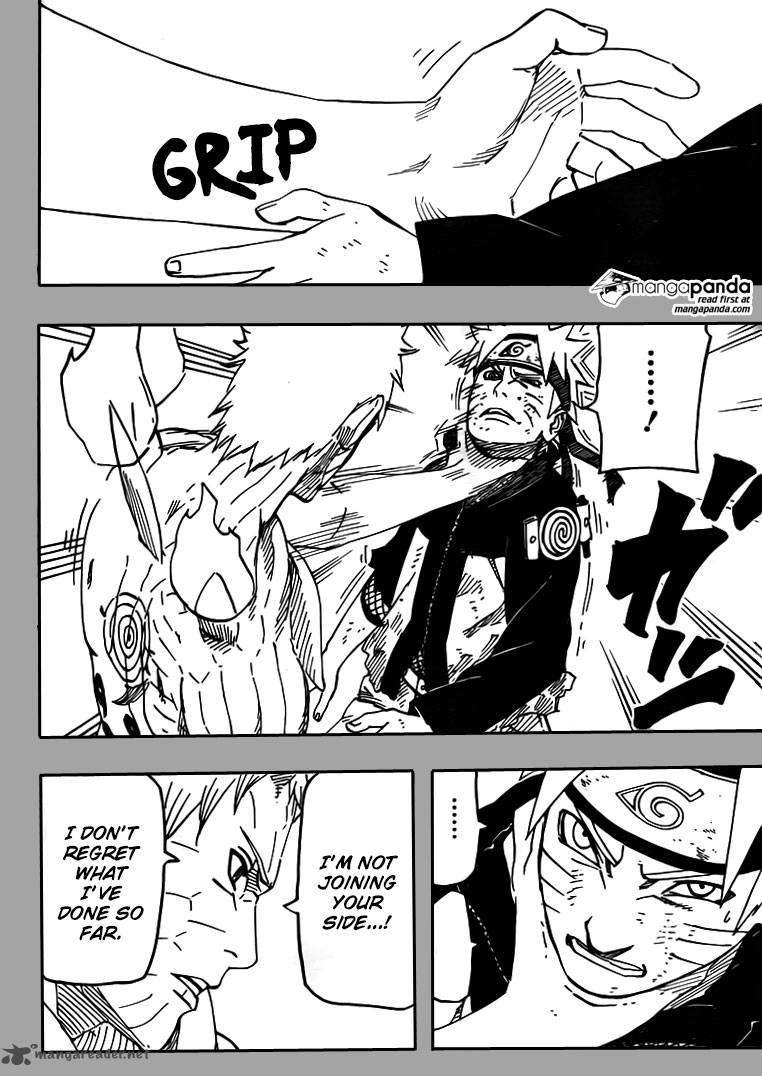 GRIP
mangapanda
read first at
mangapanda.com
......!
ガガッ
......
I'M NOT
JOINING
YOUR
SIDE...!
I DON'T
REGRET
WHAT
I'VE
DONE SO
FAR.
mangareader.net